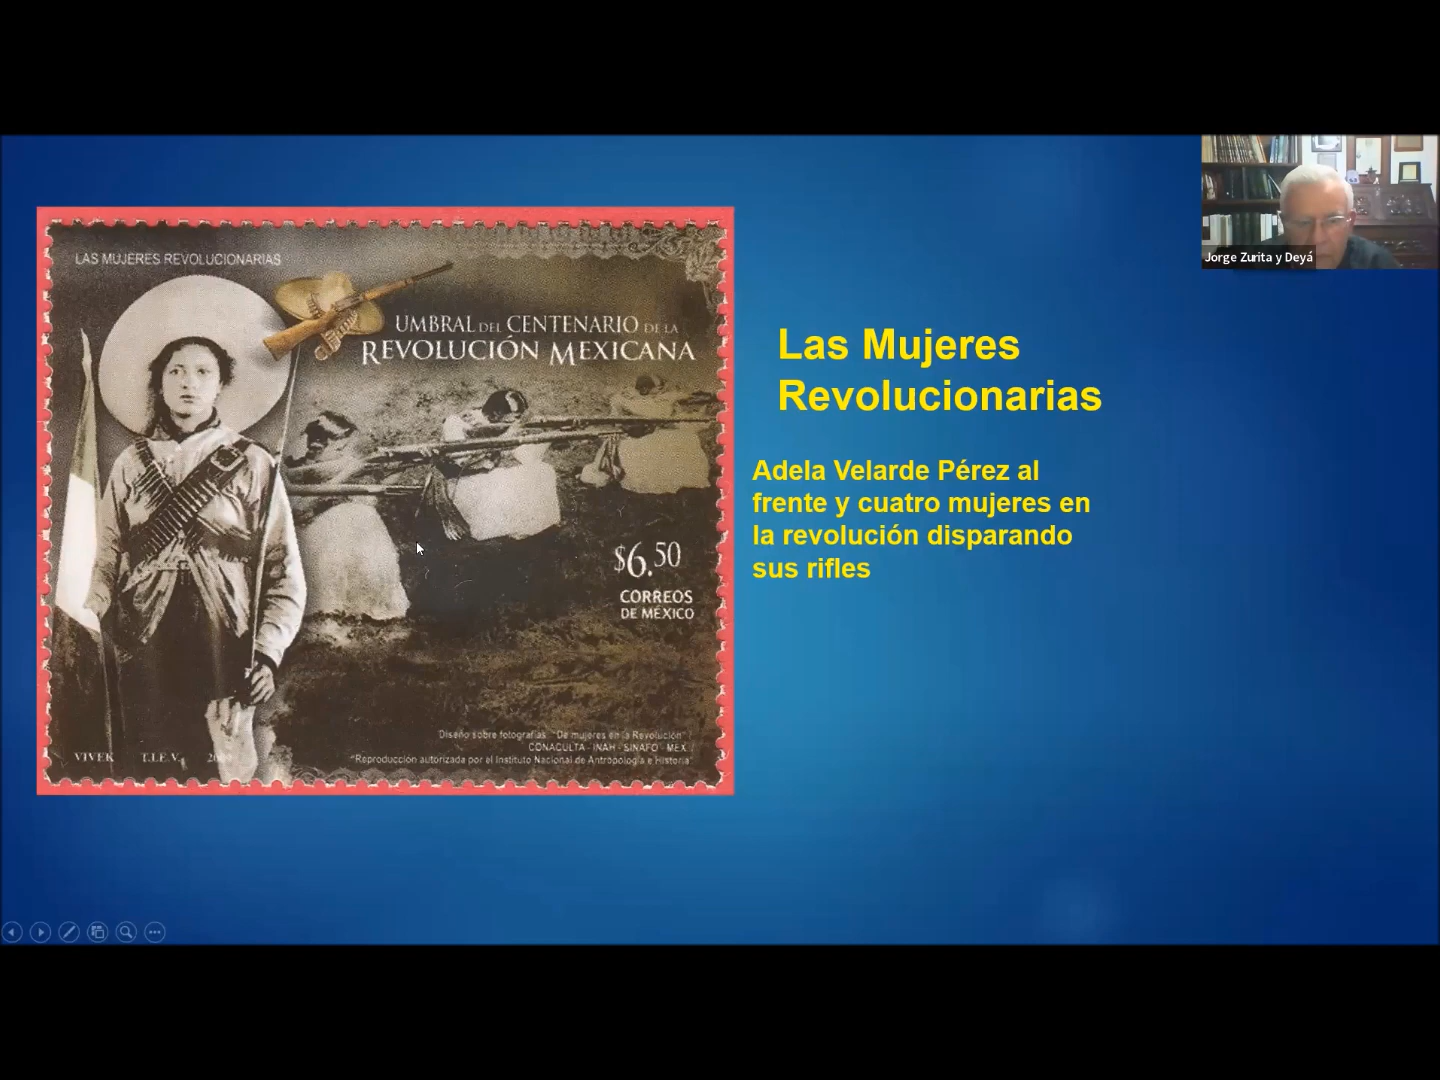 LAS MUJERES REVOLUCIONARIAS
UMBRAL DEL CENTENARIO DE LA
REVOLUCIÓN MEXICANA
$6.50
CORREOS
DE MÉXICO
"Diseño sobre fotografías: "De mujeres en la Revolución"
CONACULTA - INAH - SINAFO - MEX
"Reproducción autorizada por el Instituto Nacional de Antropología e Historia"
VIVEK T.I.E.V.
Las Mujeres
Revolucionarias
Adela Velarde Pérez al
frente y cuatro mujeres en
la revolución disparando
sus rifles
Jorge Zurita y Deyá